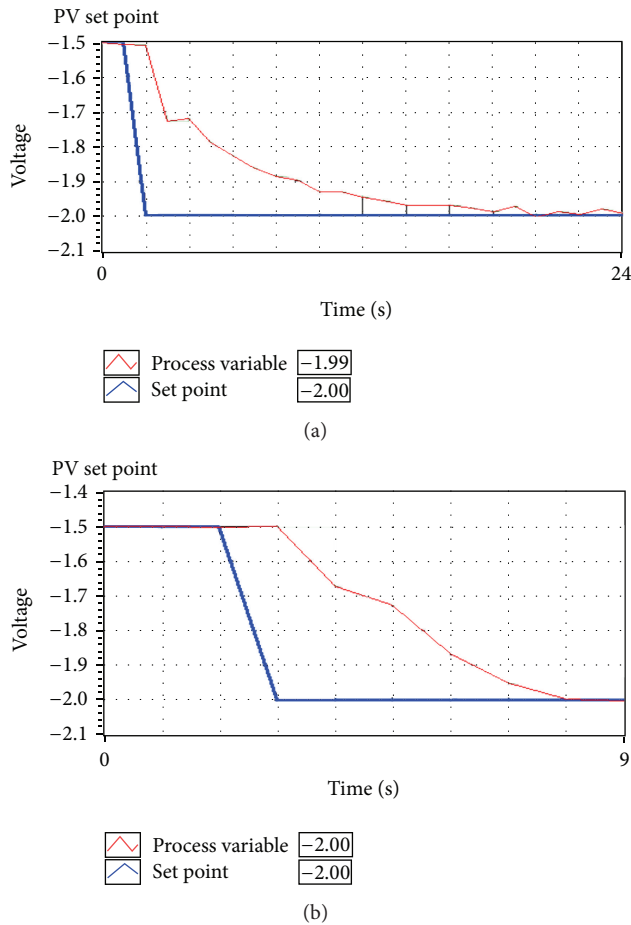 PV set point
−1.5
−1.6
−1.7
−1.8
−1.9
−2.0
−2.1
Voltage
0
24
Time (s)
Process variable −1.99
Set point −2.00
(a)
PV set point
−1.4
−1.5
−1.6
−1.7
−1.8
−1.9
−2.0
−2.1
Voltage
0
9
Time (s)
Process variable −2.00
Set point −2.00
(b)